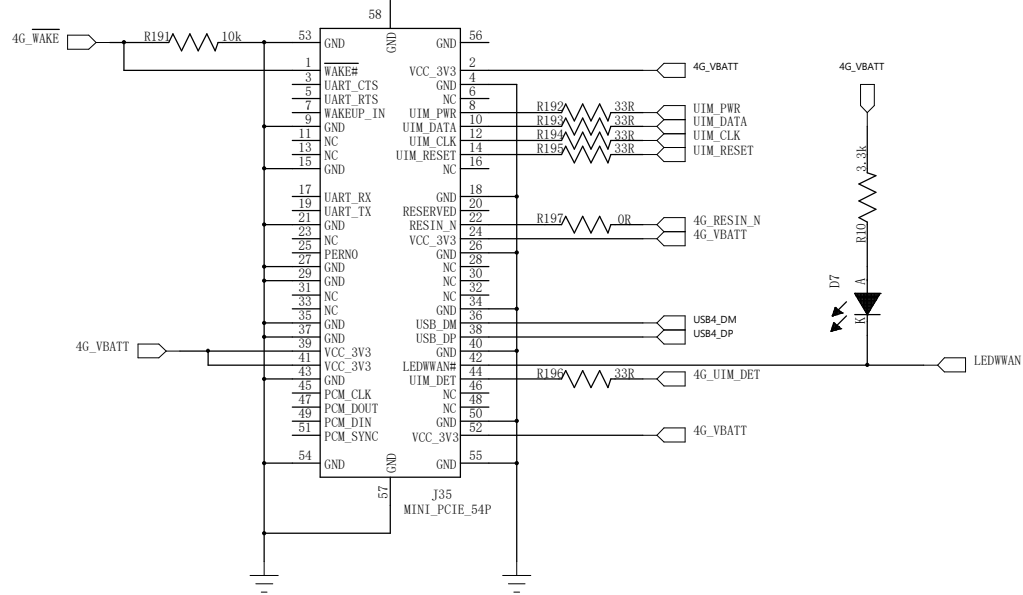 58
GND
4G_WAKE
R191 10k
53 GND GND 56
1 WAKE# VCC_3V3 2 4G_VBATT
4G_VBATT
3 UART_CTS GND 4
5 UART_RTS NC 6
7 WAKEUP_IN UIM_PWR 8 R192 33R UIM_PWR
9 GND UIM_DATA 10 R193 33R UIM_DATA
11 NC UIM_CLK 12 R194 33R UIM_CLK
13 NC UIM_RESET 14 R195 33R UIM_RESET
15 GND NC 16
3.3k
R10
17 UART_RX GND 18
19 UART_TX RESERVED 20
21 GND RESIN_N 22 R197 0R 4G_RESIN_N
23 NC VCC_3V3 24 4G_VBATT
25 PERN0 GND 26
27 GND NC 28
29 GND NC 30
D7 A
31 NC NC 32
33 NC GND 34
35 GND USB_DM 36 USB4_DM
K
37 GND USB_DP 38 USB4_DP
4G_VBATT
39 VCC_3V3 GND 40
41 VCC_3V3 LEDWWAN# 42 LEDWWAN
43 GND UIM_DET 44 R196 33R 4G_UIM_DET
45 PCM_CLK NC 46
47 PCM_DOUT NC 48
49 PCM_DIN GND 50
51 PCM_SYNC VCC_3V3 52 4G_VBATT
54 GND GND 55
GND
57
J35
MINI_PCIE_54P